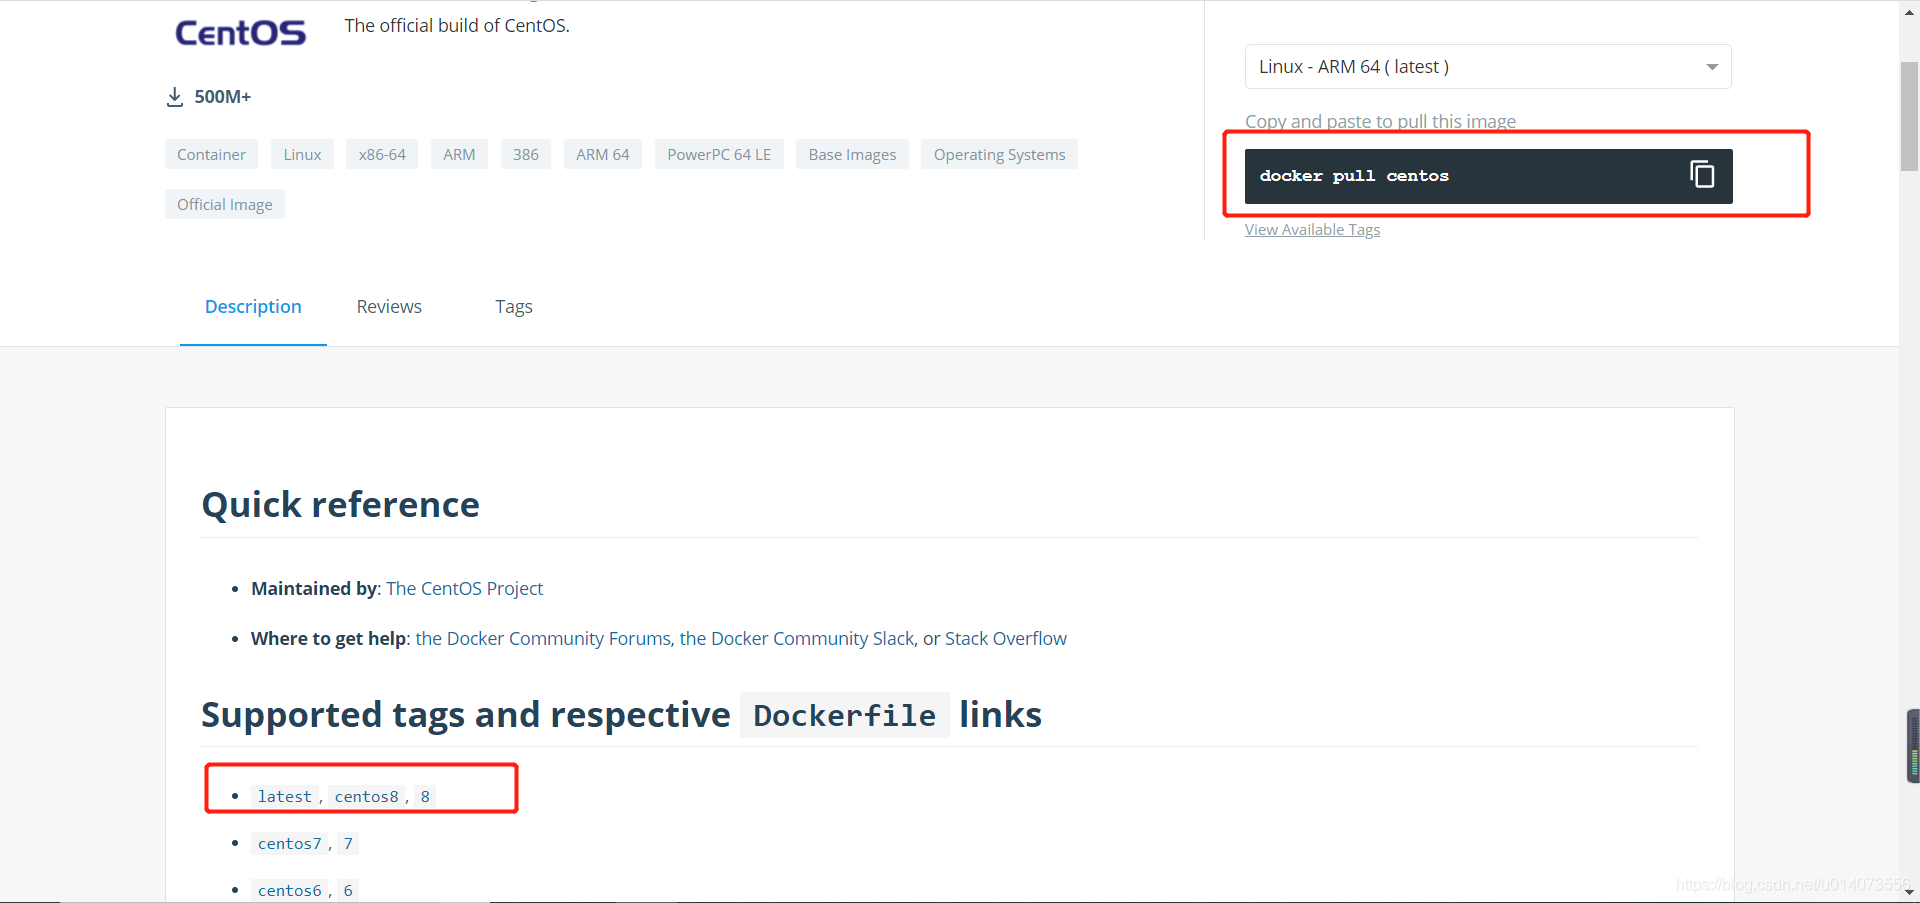 CentOS
The official build of CentOS.
500M+
Container Linux x86-64 ARM 386 ARM 64 PowerPC 64 LE Base Images Operating Systems
Official Image
Linux - ARM 64 ( latest )
Copy and paste to pull this image
docker pull centos
View Available Tags
Description Reviews Tags
Quick reference
• Maintained by: The CentOS Project
• Where to get help: the Docker Community Forums, the Docker Community Slack, or Stack Overflow
Supported tags and respective Dockerfile links
• latest, centos8, 8
• centos7, 7
• centos6, 6
https://blog.csdn.net/u014073556